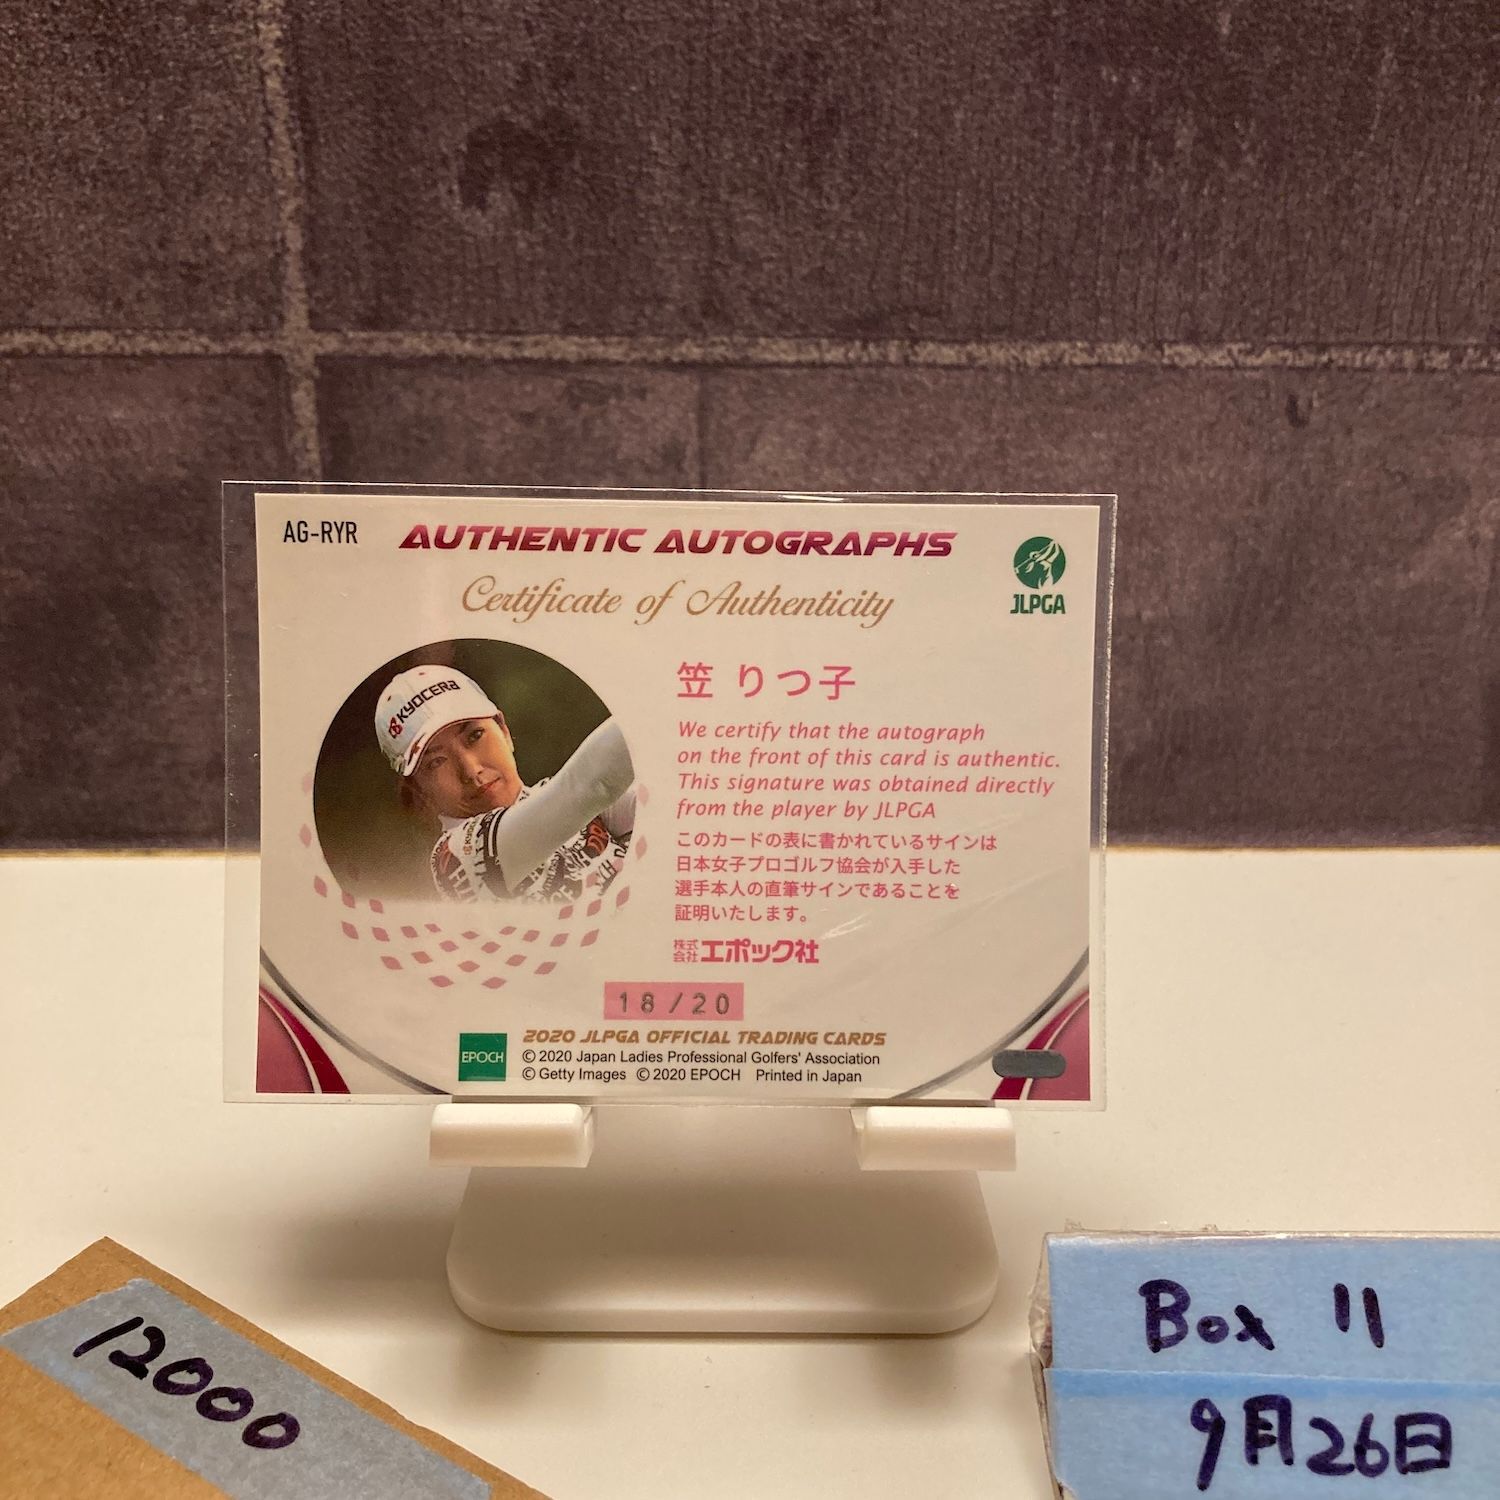 AG-RYR
AUTHENTIC AUTOGRAPHS
Certificate of Authenticity
JLPGA
KYOCERA
笠 りつ子
We certify that the autograph
on the front of this card is authentic.
This signature was obtained directly
from the player by JLPGA
このカードの表に書かれているサインは
日本女子プロゴルフ協会が入手した
選手本人の直筆サインであることを
証明いたします。
株式会社エポック社
18/20
EPOCH
2020 JLPGA OFFICIAL TRADING CARDS
© 2020 Japan Ladies Professional Golfers' Association
© Getty Images © 2020 EPOCH Printed in Japan
12000
Box 11
9月26日